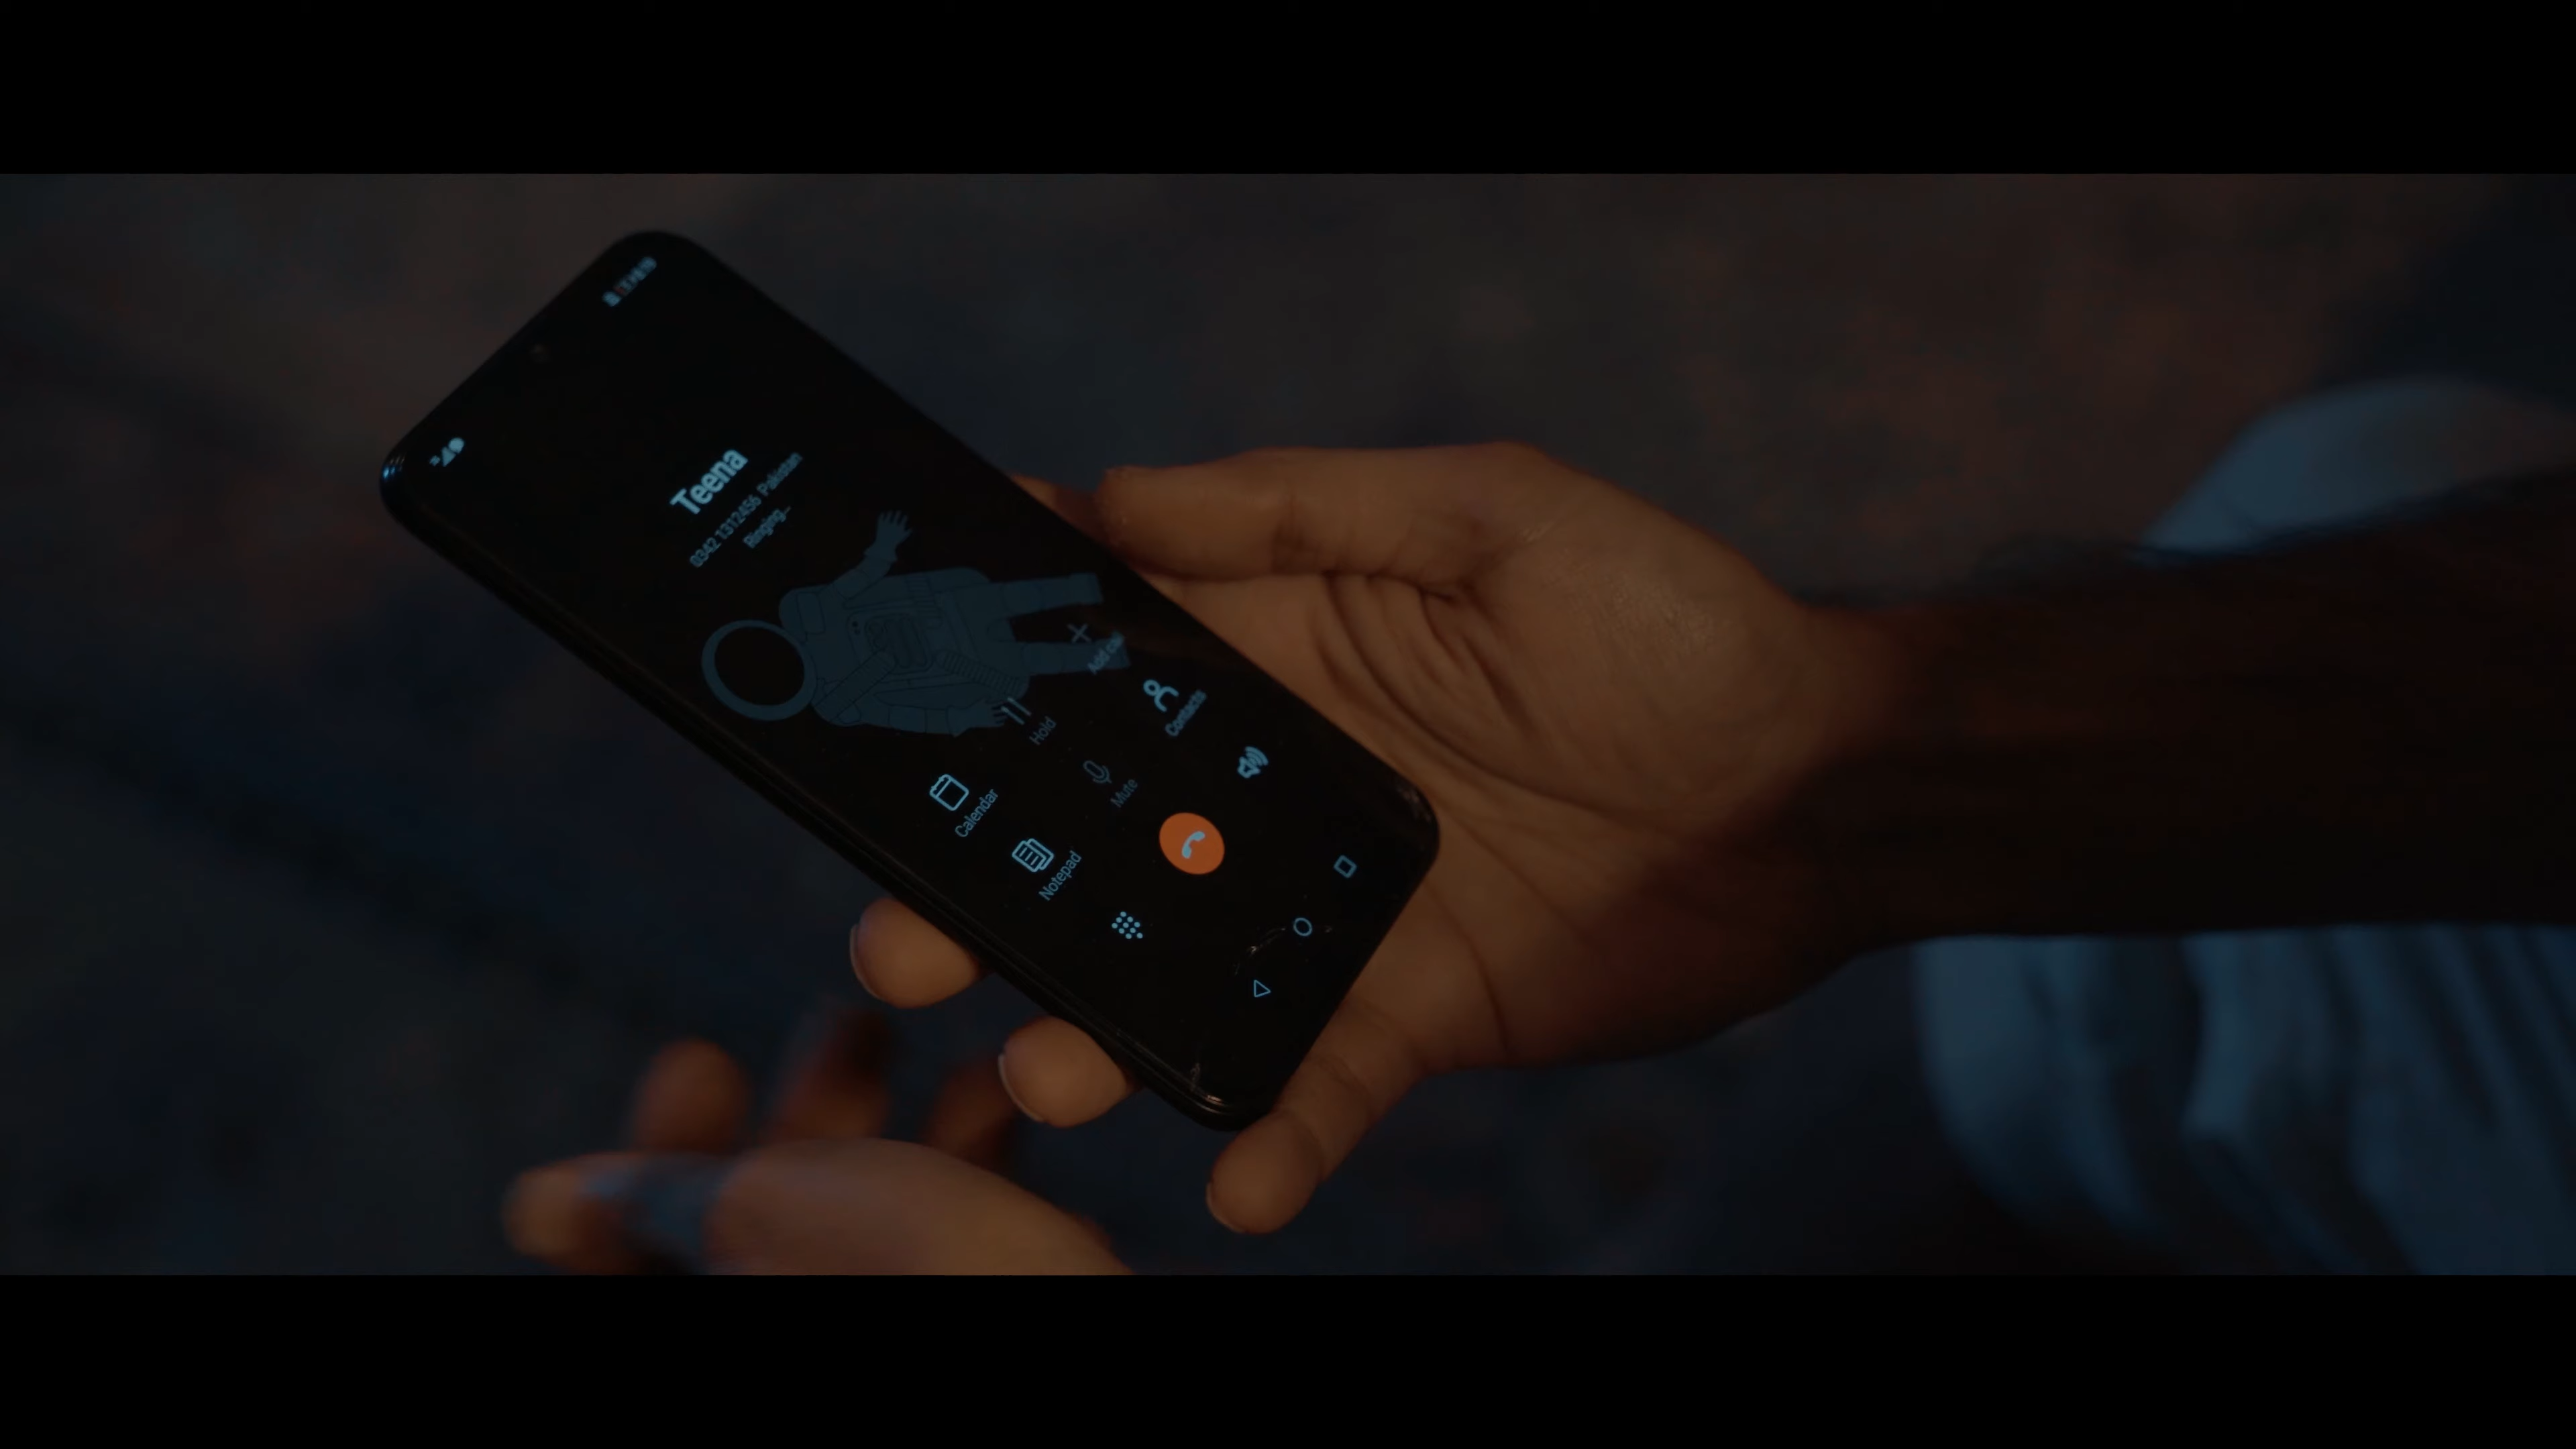 Teena
0342 1312456 Pakistan
Ringing...
Add call
Hold
Contacts
Mute
Calendar
Notepad